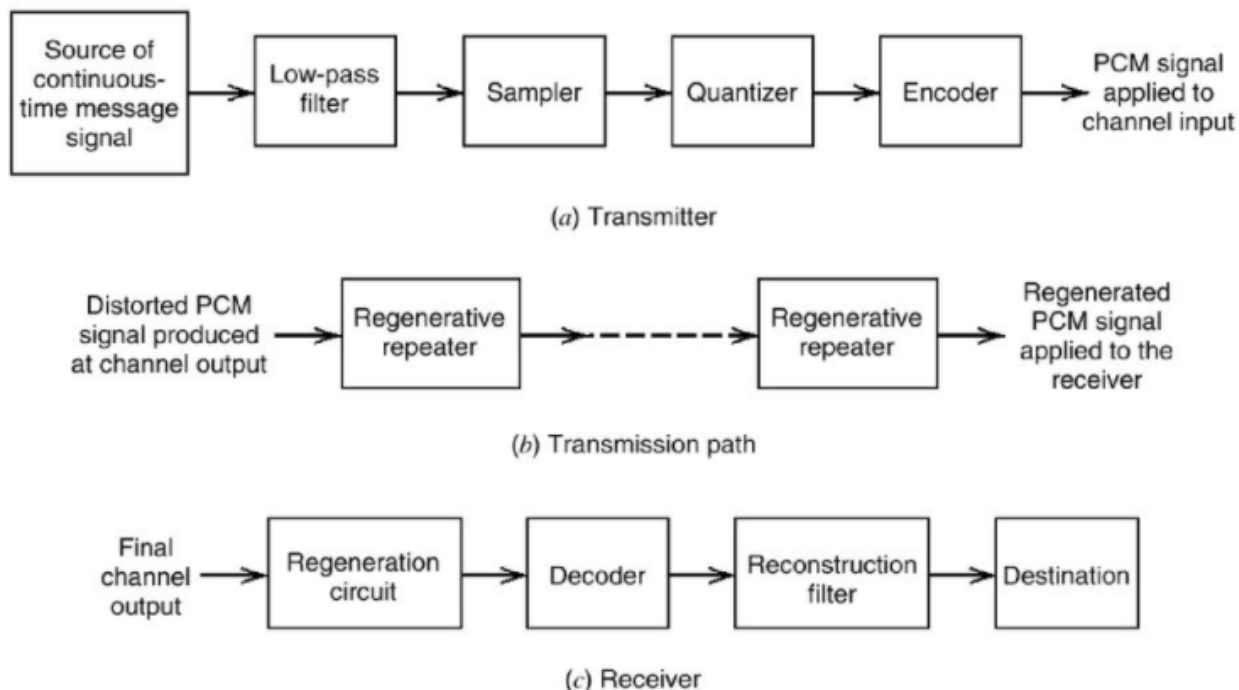 Source of
continuous-
time message
signal
Low-pass
filter
Sampler
Quantizer
Encoder
PCM signal
applied to
channel input
(a) Transmitter
Distorted PCM
signal produced
at channel output
Regenerative
repeater
Regenerative
repeater
Regenerated
PCM signal
applied to the
receiver
(b) Transmission path
Final
channel
output
Regeneration
circuit
Decoder
Reconstruction
filter
Destination
(c) Receiver